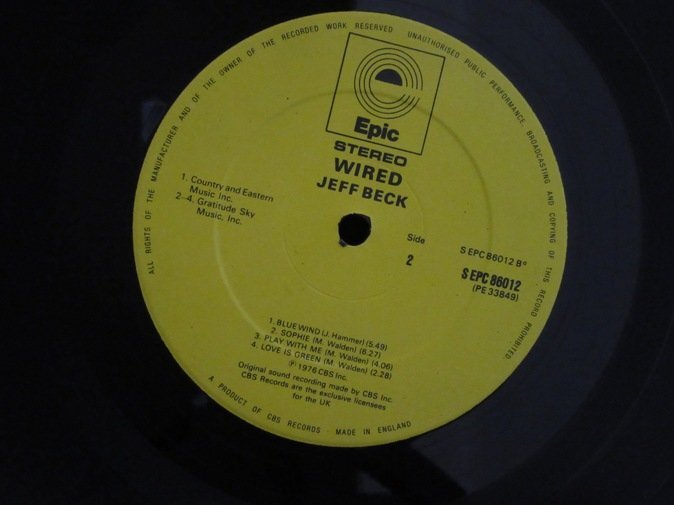 ALL RIGHTS OF THE MANUFACTURER AND OF THE OWNER OF THE RECORDED WORK RESERVED UNAUTHORISED PUBLIC PERFORMANCE BROADCASTING AND COPYING OF THIS RECORD PROHIBITED
Epic
STEREO
WIRED
JEFF BECK
1. Country and Eastern
Music Inc.
2-4. Gratitude Sky
Music, Inc.
Side
2
S EPC 86012 B°
S EPC 86012
(PE 33849)
1. BLUE WIND (J. Hammer) (5.49)
2. SOPHIE (M. Walden) (6.27)
3. PLAY WITH ME (M. Walden) (4.06)
4. LOVE IS GREEN (M. Walden) (2.28)
℗ 1976 CBS Inc.
Original sound recording made by CBS Inc.
CBS Records are the exclusive licensees
for the UK
A PRODUCT OF CBS RECORDS · MADE IN ENGLAND